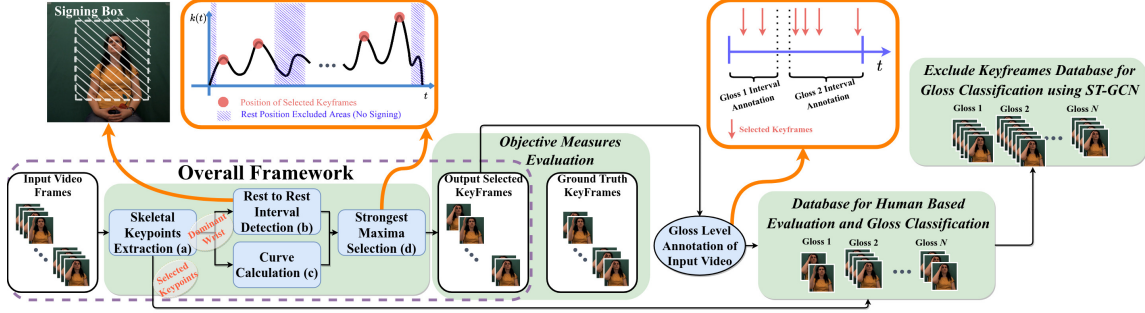 Signing Box
k(t)
t
Position of Selected Keyframes
Rest Position Excluded Areas (No Signing)
t
Gloss 1 Interval
Annotation
Gloss 2 Interval
Annotation
Selected Keyframes
Exclude Keyfreames Database for
Gloss Classification using ST-GCN
Gloss 1
Gloss 2
Gloss N
Objective Measures
Evaluation
Overall Framework
Input Video
Frames
Skeletal
Keypoints
Extraction (a)
Dominant
Wrist
Selected
Keypoints
Rest to Rest
Interval
Detection (b)
Curve
Calculation (c)
Strongest
Maxima
Selection (d)
Output Selected
KeyFrames
Ground Truth
KeyFrames
Gloss Level
Annotation of
Input Video
Database for Human Based
Evaluation and Gloss Classification
Gloss 1
Gloss 2
Gloss N